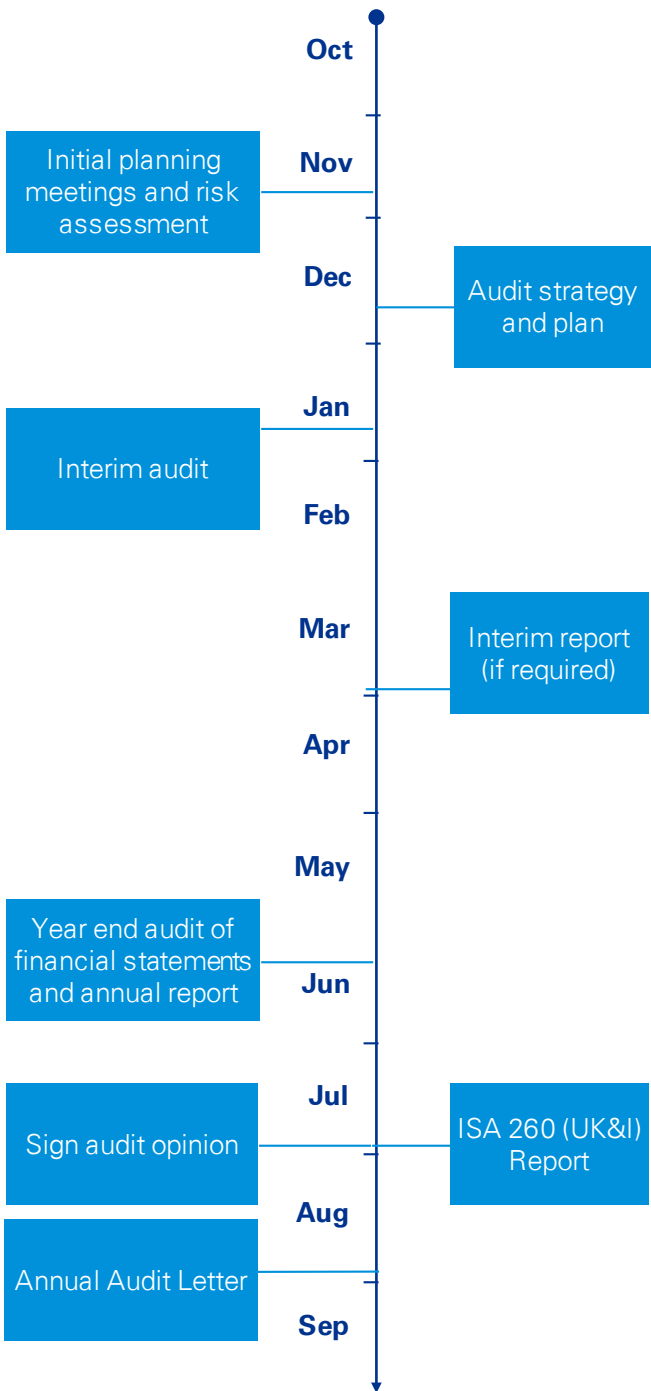 Oct
Nov
Initial planning
meetings and risk
assessment
Dec
Audit strategy
and plan
Jan
Interim audit
Feb
Mar
Interim report
(if required)
Apr
May
Year end audit of
financial statements
and annual report
Jun
Jul
Sign audit opinion
ISA 260 (UK&I)
Report
Aug
Annual Audit Letter
Sep